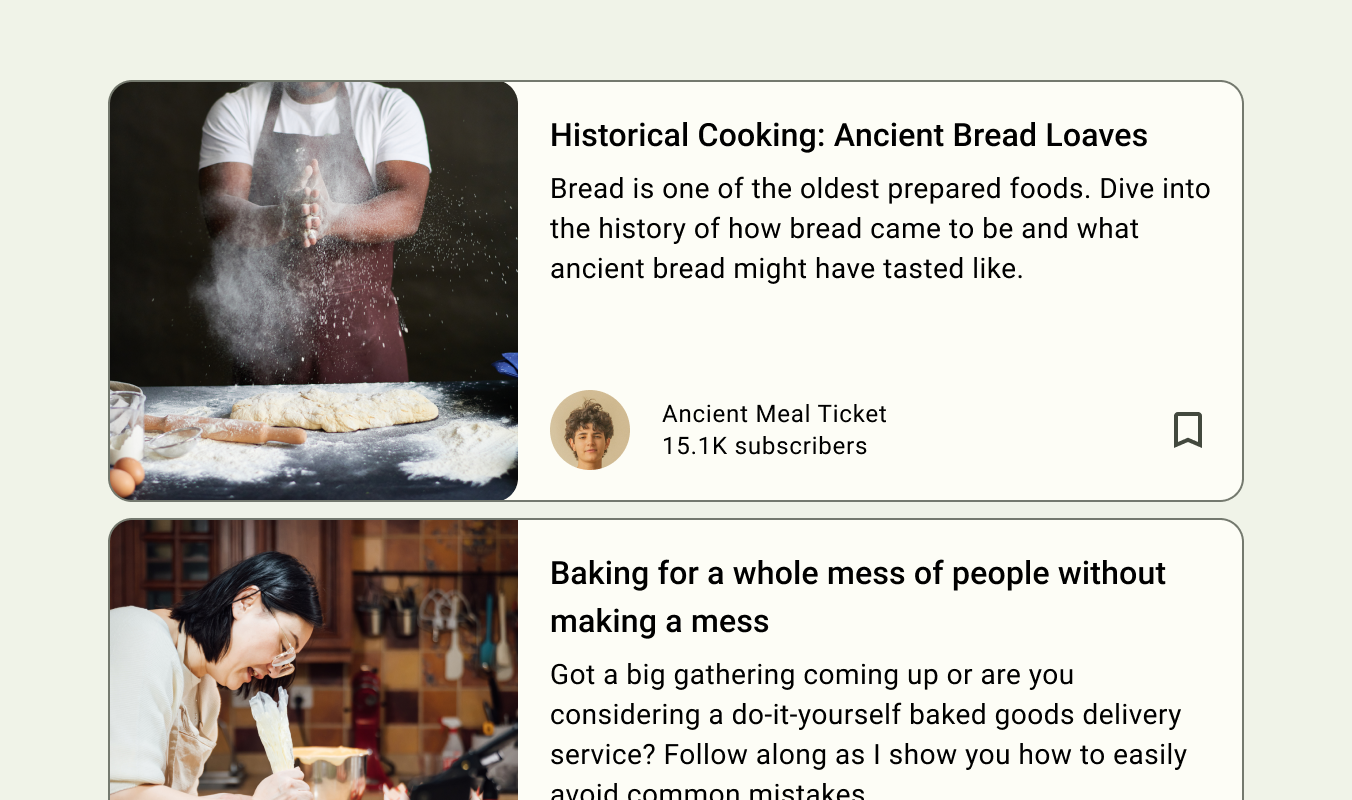 Historical Cooking: Ancient Bread Loaves
Bread is one of the oldest prepared foods. Dive into
the history of how bread came to be and what
ancient bread might have tasted like.
Ancient Meal Ticket
15.1K subscribers
Baking for a whole mess of people without
making a mess
Got a big gathering coming up or are you
considering a do-it-yourself baked goods delivery
service? Follow along as I show you how to easily
avoid common mistakes